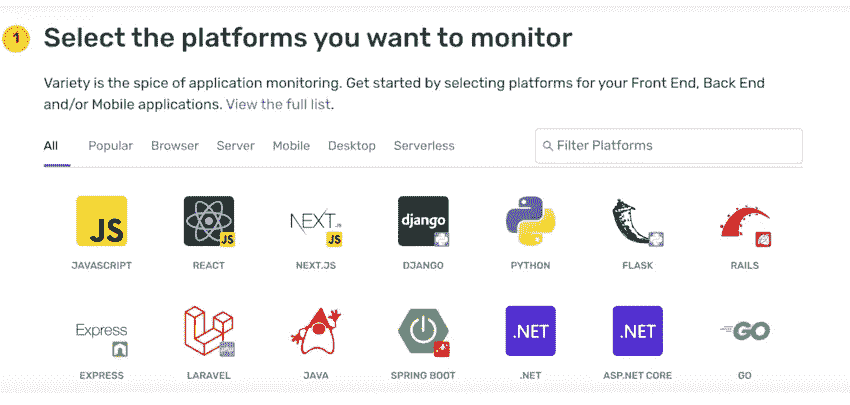 1 Select the platforms you want to monitor
Variety is the spice of application monitoring. Get started by selecting platforms for your Front End, Back End
and/or Mobile applications. View the full list.
All Popular Browser Server Mobile Desktop Serverless Filter Platforms
JS JS NEXT.JS JS django
JAVASCRIPT REACT NEXT.JS DJANGO PYTHON FLASK RAILS
Express .NET .NET GO
EXPRESS LARAVEL JAVA SPRING BOOT .NET ASP.NET CORE GO